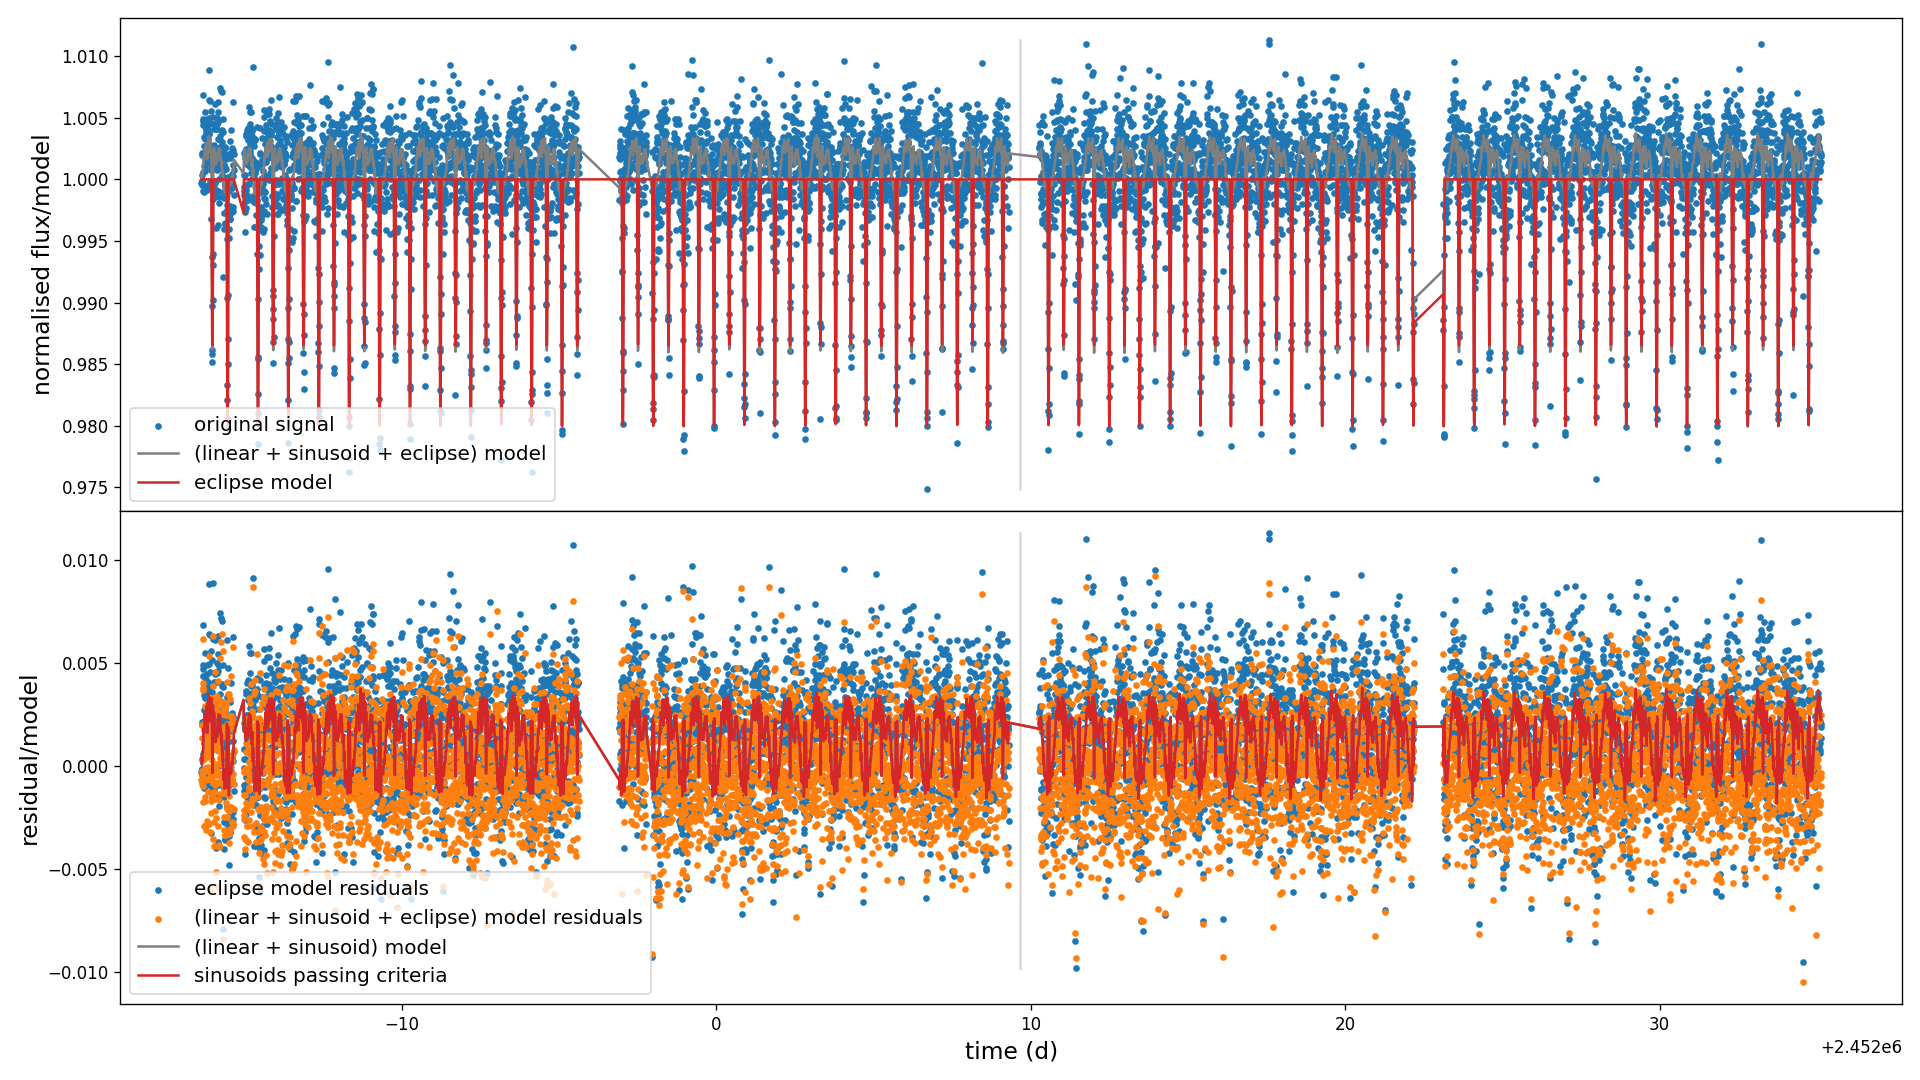 1.010
1.005
1.000
0.995
0.990
0.985
0.980
0.975
normalised flux/model
original signal
(linear + sinusoid + eclipse) model
eclipse model
0.010
0.005
0.000
−0.005
−0.010
residual/model
eclipse model residuals
(linear + sinusoid + eclipse) model residuals
(linear + sinusoid) model
sinusoids passing criteria
−10 0 10 20 30
time (d)
+2.452e6